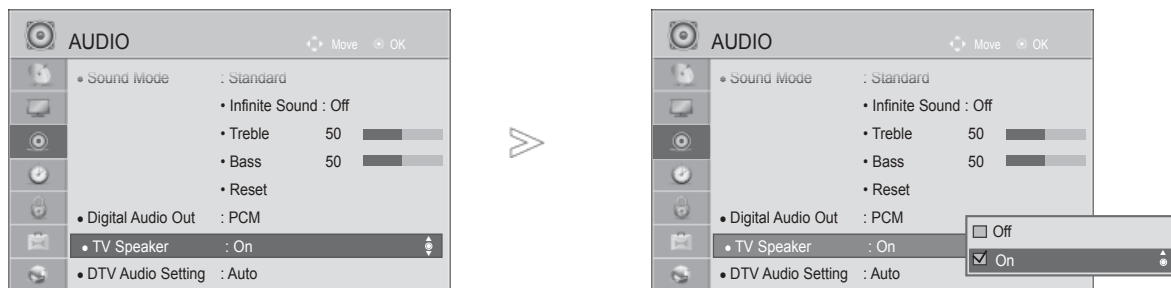 AUDIO
Move OK
• Sound Mode : Standard
• Infinite Sound : Off
• Treble 50
• Bass 50
• Reset
• Digital Audio Out : PCM
• TV Speaker : On
• DTV Audio Setting : Auto
AUDIO
Move OK
• Sound Mode : Standard
• Infinite Sound : Off
• Treble 50
• Bass 50
• Reset
• Digital Audio Out : PCM
• TV Speaker : On
• DTV Audio Setting : Auto
Off
On